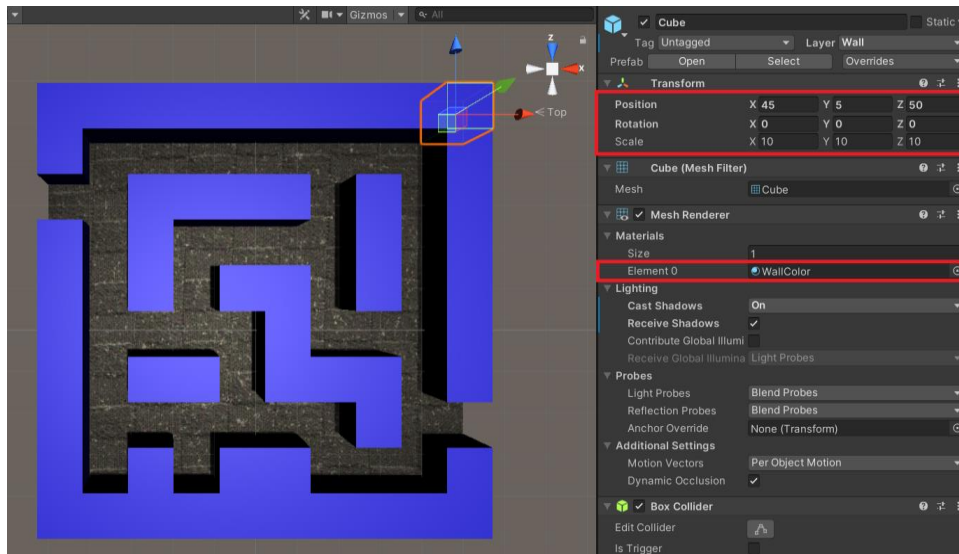 Gizmos All
z
x
Top
Cube Static
Tag Untagged Layer Wall
Prefab Open Select Overrides
Transform
Position X 45 Y 5 Z 50
Rotation X 0 Y 0 Z 0
Scale X 10 Y 10 Z 10
Cube (Mesh Filter)
Mesh Cube
Mesh Renderer
Materials
Size 1
Element 0 WallColor
Lighting
Cast Shadows On
Receive Shadows
Contribute Global Illumi
Receive Global Illumina Light Probes
Probes
Light Probes Blend Probes
Reflection Probes Blend Probes
Anchor Override None (Transform)
Additional Settings
Motion Vectors Per Object Motion
Dynamic Occlusion
Box Collider
Edit Collider
Is Trigger